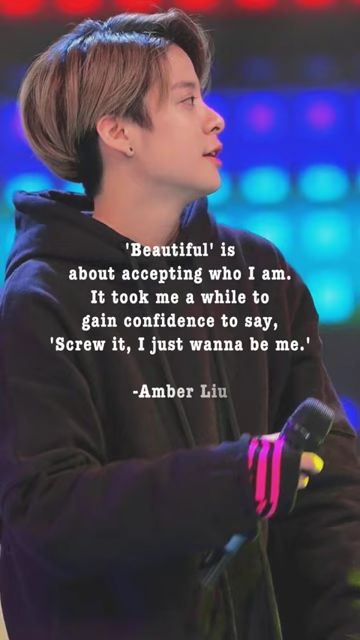 'Beautiful' is
about accepting who I am.
It took me a while to
gain confidence to say,
'Screw it, I just wanna be me.'
-Amber Liu